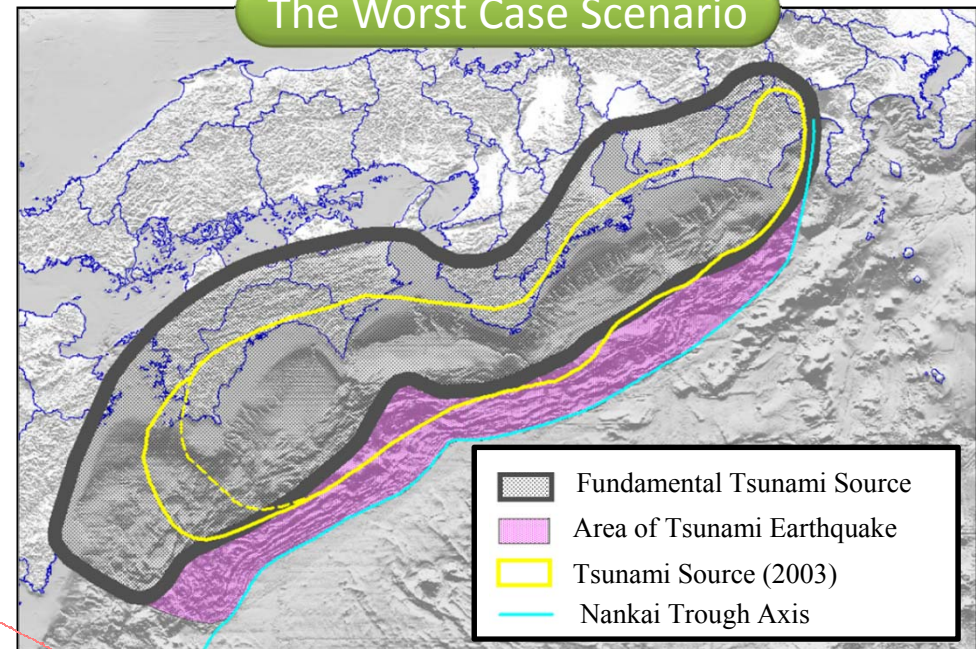 The Worst Case Scenario
Fundamental Tsunami Source
Area of Tsunami Earthquake
Tsunami Source (2003)
Nankai Trough Axis